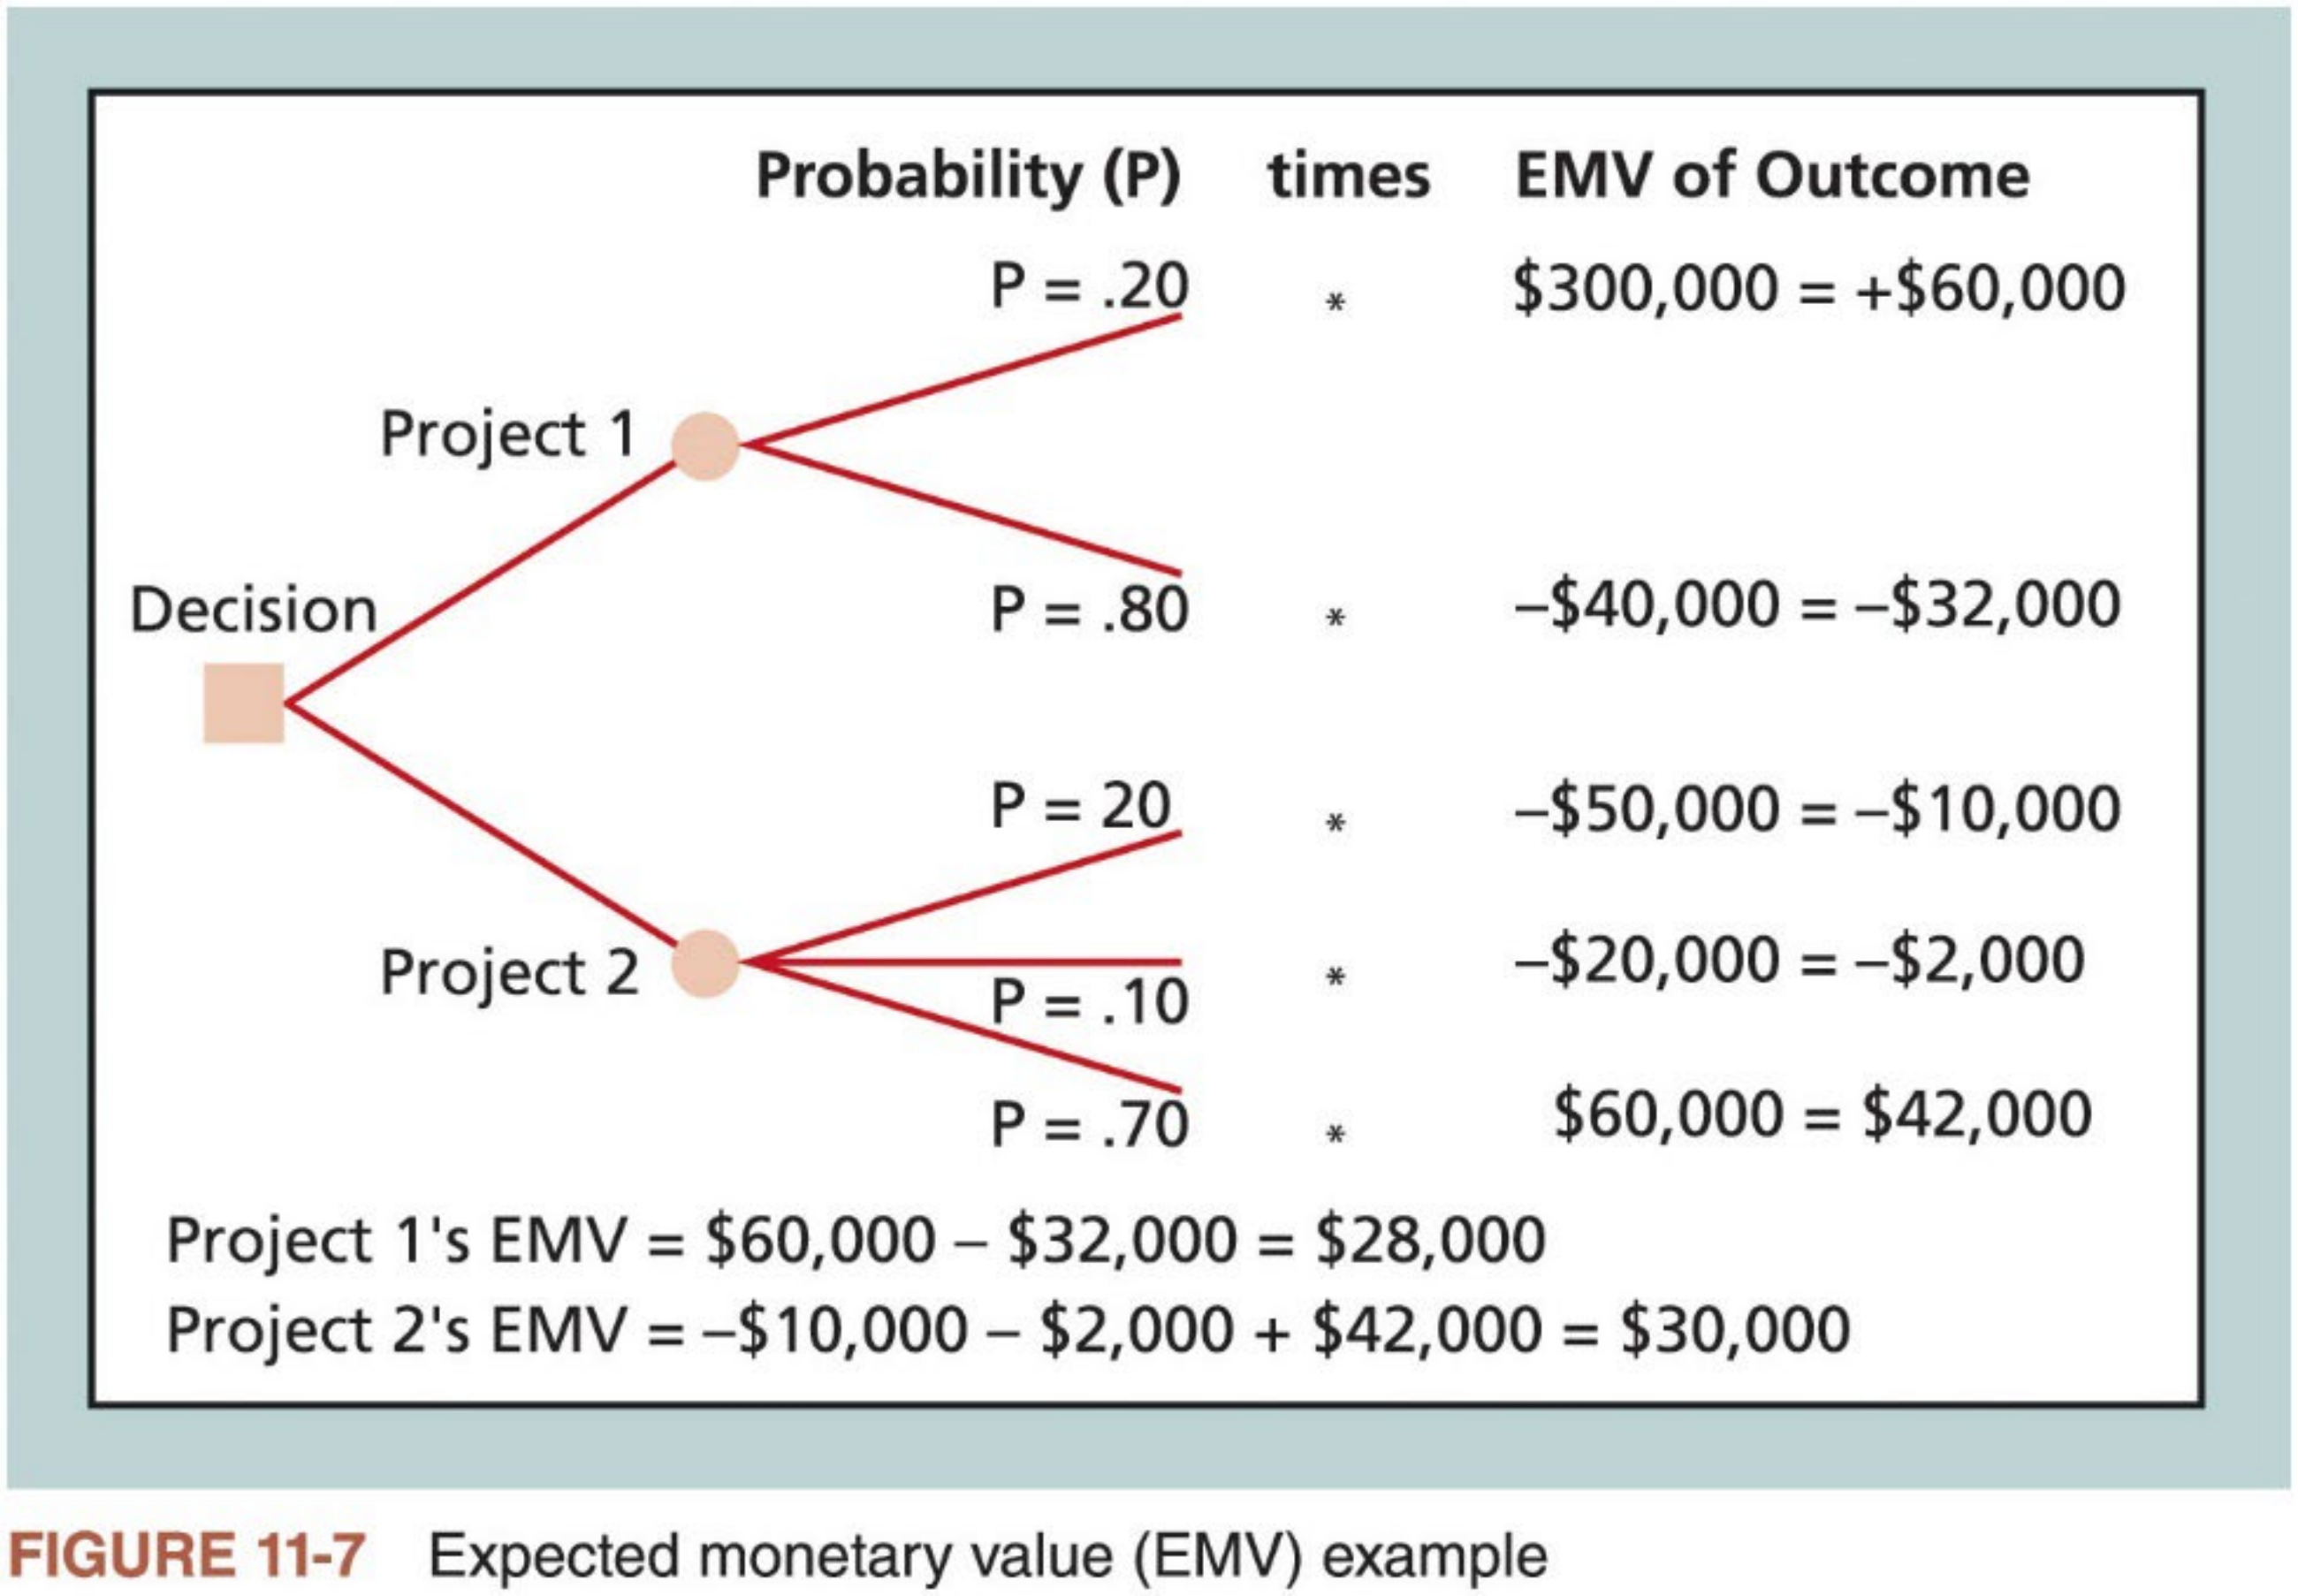 Probability (P) times EMV of Outcome
P = .20 * $300,000 = +$60,000
Project 1
Decision
P = .80 * –$40,000 = –$32,000
P = 20 * –$50,000 = –$10,000
Project 2
–$20,000 = –$2,000
P = .10 *
P = .70 * $60,000 = $42,000
Project 1's EMV = $60,000 – $32,000 = $28,000
Project 2's EMV = –$10,000 – $2,000 + $42,000 = $30,000
FIGURE 11-7 Expected monetary value (EMV) example